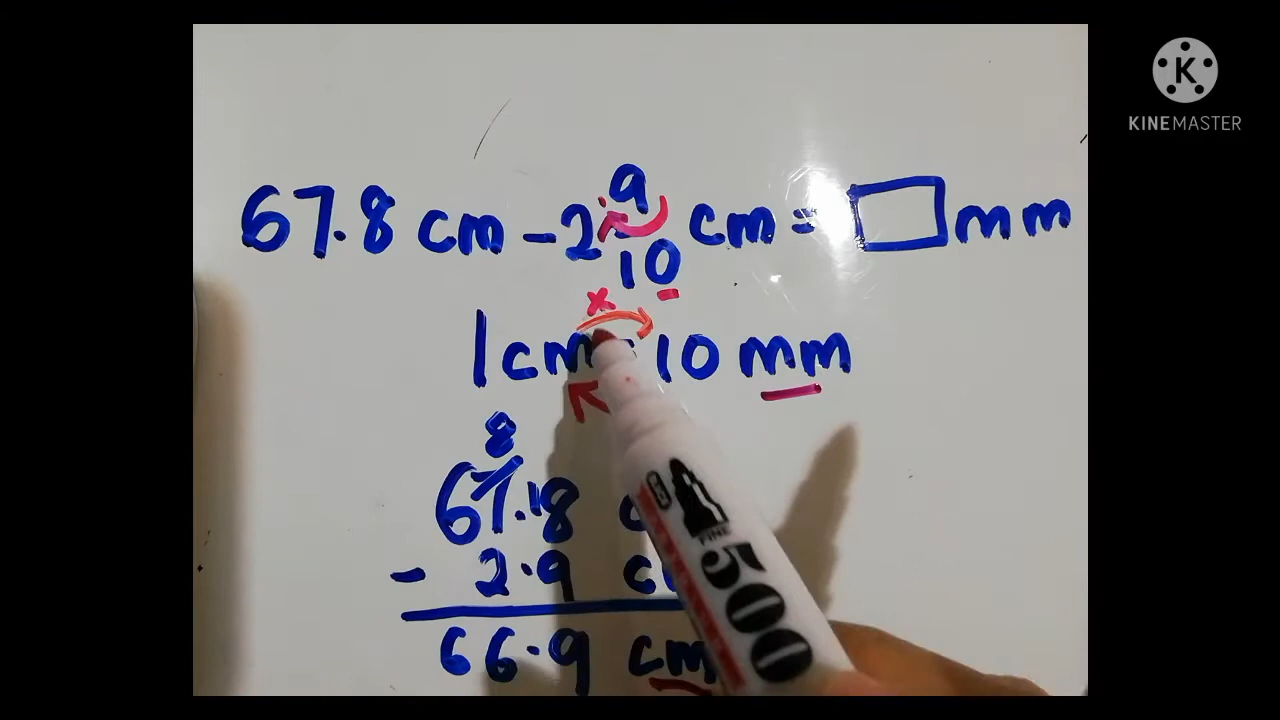 KINEMASTER
67.8 cm - 2 9/10 cm = □ mm
x
1 cm = 10 mm
8
67.18
- 2.9
66.9 cm
FINE
500